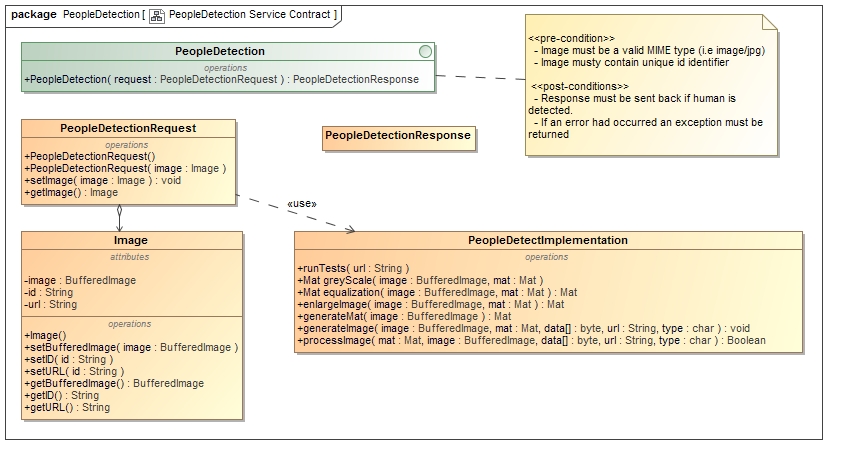 package PeopleDetection [ PeopleDetection Service Contract ]
PeopleDetection
operations
+PeopleDetection( request : PeopleDetectionRequest ) : PeopleDetectionResponse
<<pre-condition>>
- Image must be a valid MIME type (i.e image/jpg)
- Image musty contain unique id identifier
<<post-conditions>>
- Response must be sent back if human is
detected.
- If an error had occurred an exception must be
returned
PeopleDetectionRequest
operations
+PeopleDetectionRequest()
+PeopleDetectionRequest( image : Image )
+setImage( image : Image ) : void
+getImage() : Image
PeopleDetectionResponse
«use»
Image
attributes
-image : BufferedImage
-id : String
-url : String
operations
+Image()
+setBufferedImage( image : BufferedImage )
+setID( id : String )
+setURL( id : String )
+getBufferedImage() : BufferedImage
+getID() : String
+getURL() : String
PeopleDetectImplementation
operations
+runTests( url : String )
+Mat greyScale( image : BufferedImage, mat : Mat )
+Mat equalization( image : BufferedImage, mat : Mat ) : Mat
+enlargeImage( image : BufferedImage, mat : Mat ) : Mat
+generateMat( image : BufferedImage ) : Mat
+generateImage( image : BufferedImage, mat : Mat, data[] : byte, url : String, type : char ) : void
+processImage( mat : Mat, image : BufferedImage, data[] : byte, url : String, type : char ) : Boolean